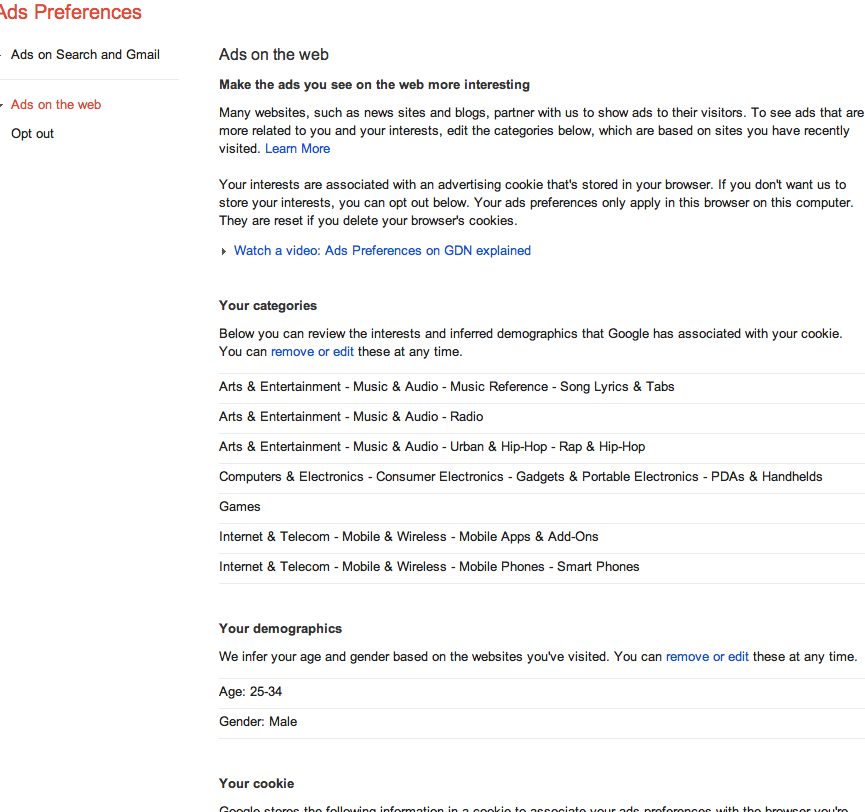 Ads Preferences
Ads on Search and Gmail
Ads on the web
Opt out
Ads on the web
Make the ads you see on the web more interesting
Many websites, such as news sites and blogs, partner with us to show ads to their visitors. To see ads that are
more related to you and your interests, edit the categories below, which are based on sites you have recently
visited. Learn More
Your interests are associated with an advertising cookie that's stored in your browser. If you don't want us to
store your interests, you can opt out below. Your ads preferences only apply in this browser on this computer.
They are reset if you delete your browser's cookies.
Watch a video: Ads Preferences on GDN explained
Your categories
Below you can review the interests and inferred demographics that Google has associated with your cookie.
You can remove or edit these at any time.
Arts & Entertainment - Music & Audio - Music Reference - Song Lyrics & Tabs
Arts & Entertainment - Music & Audio - Radio
Arts & Entertainment - Music & Audio - Urban & Hip-Hop - Rap & Hip-Hop
Computers & Electronics - Consumer Electronics - Gadgets & Portable Electronics - PDAs & Handhelds
Games
Internet & Telecom - Mobile & Wireless - Mobile Apps & Add-Ons
Internet & Telecom - Mobile & Wireless - Mobile Phones - Smart Phones
Your demographics
We infer your age and gender based on the websites you've visited. You can remove or edit these at any time.
Age: 25-34
Gender: Male
Your cookie
Google stores the following information in a cookie to associate your ads preferences with the browser you're